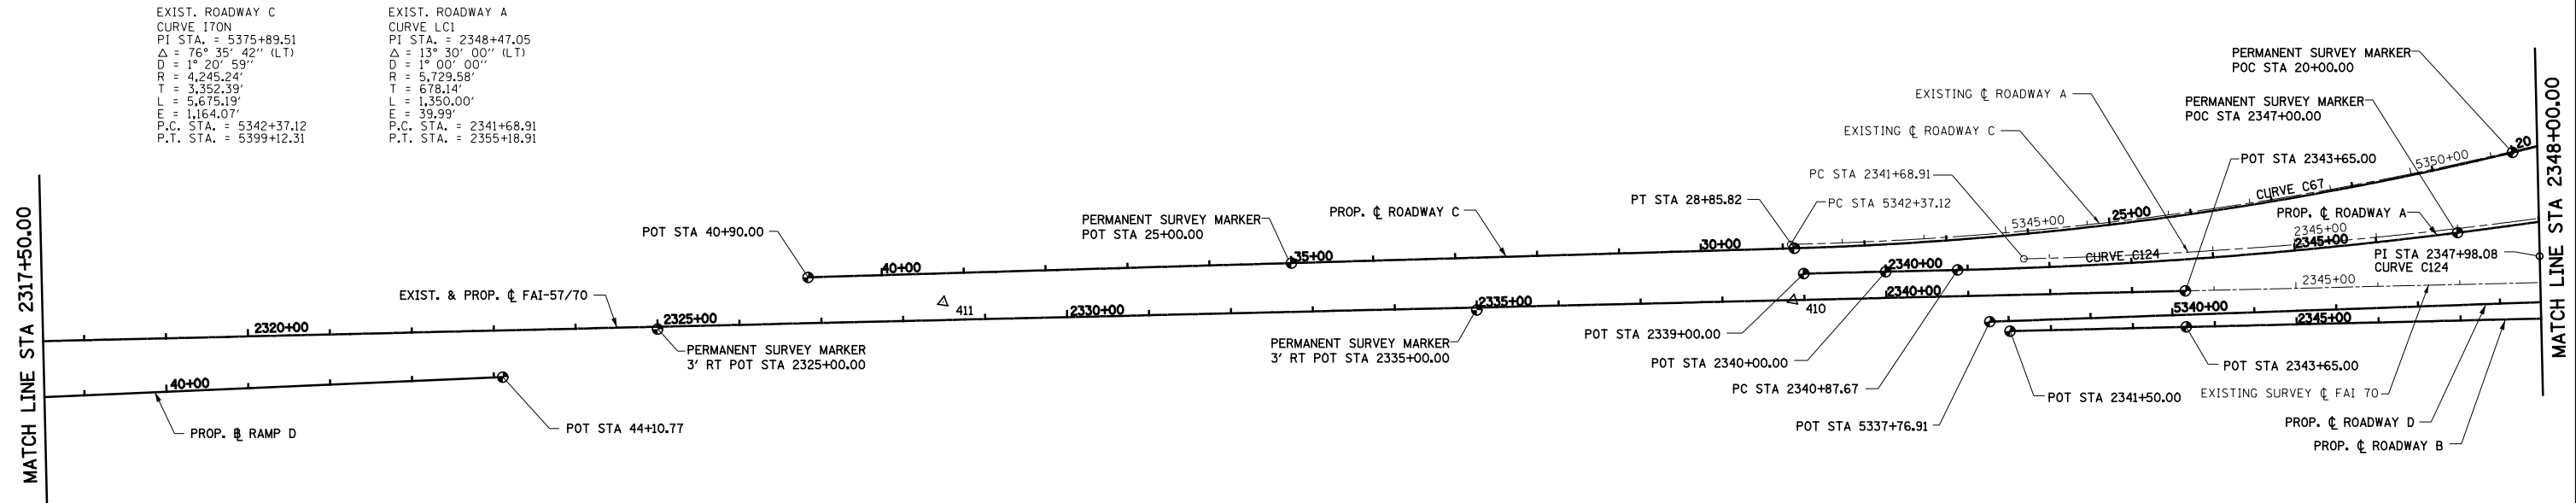 EXIST. ROADWAY C
CURVE I70N
PI STA. = 5375+89.51
△ = 76° 35' 42" (LT)
D = 1° 20' 59"
R = 4,245.24'
T = 3,352.39'
L = 5,675.19'
E = 1,164.07'
P.C. STA. = 5342+37.12
P.T. STA. = 5399+12.31
EXIST. ROADWAY A
CURVE LC1
PI STA. = 2348+47.05
△ = 13° 30' 00" (LT)
D = 1° 00' 00"
R = 5,729.58'
T = 678.14'
L = 1,350.00'
E = 39.99'
P.C. STA. = 2341+68.91
P.T. STA. = 2355+18.91
MATCH LINE STA 2317+50.00
PERMANENT SURVEY MARKER
POC STA 20+00.00
EXISTING ℄ ROADWAY A
PERMANENT SURVEY MARKER
POC STA 2347+00.00
EXISTING ℄ ROADWAY C
POT STA 2343+65.00
5350+00
20
PC STA 2341+68.91
CURVE C67
PT STA 28+85.82
PC STA 5342+37.12
PROP. ℄ ROADWAY C
PERMANENT SURVEY MARKER
POT STA 25+00.00
5345+00
25+00
PROP. ℄ ROADWAY A
POT STA 40+90.00
2345+00
2345+00
30+00
35+00
40+00
CURVE C124
PI STA 2347+98.08
CURVE C124
2340+00
2345+00
EXIST. & PROP. ℄ FAI-57/70
2340+00
2335+00
411
2330+00
410
5340+00
2345+00
2325+00
2320+00
POT STA 2339+00.00
PERMANENT SURVEY MARKER
3' RT POT STA 2325+00.00
PERMANENT SURVEY MARKER
3' RT POT STA 2335+00.00
POT STA 2340+00.00
POT STA 2343+65.00
40+00
PC STA 2340+87.67
POT STA 2341+50.00
EXISTING SURVEY ℄ FAI 70
POT STA 5337+76.91
PROP. ℄ ROADWAY D
POT STA 44+10.77
PROP. ⅊ RAMP D
PROP. ℄ ROADWAY B
MATCH LINE STA 2348+00.00